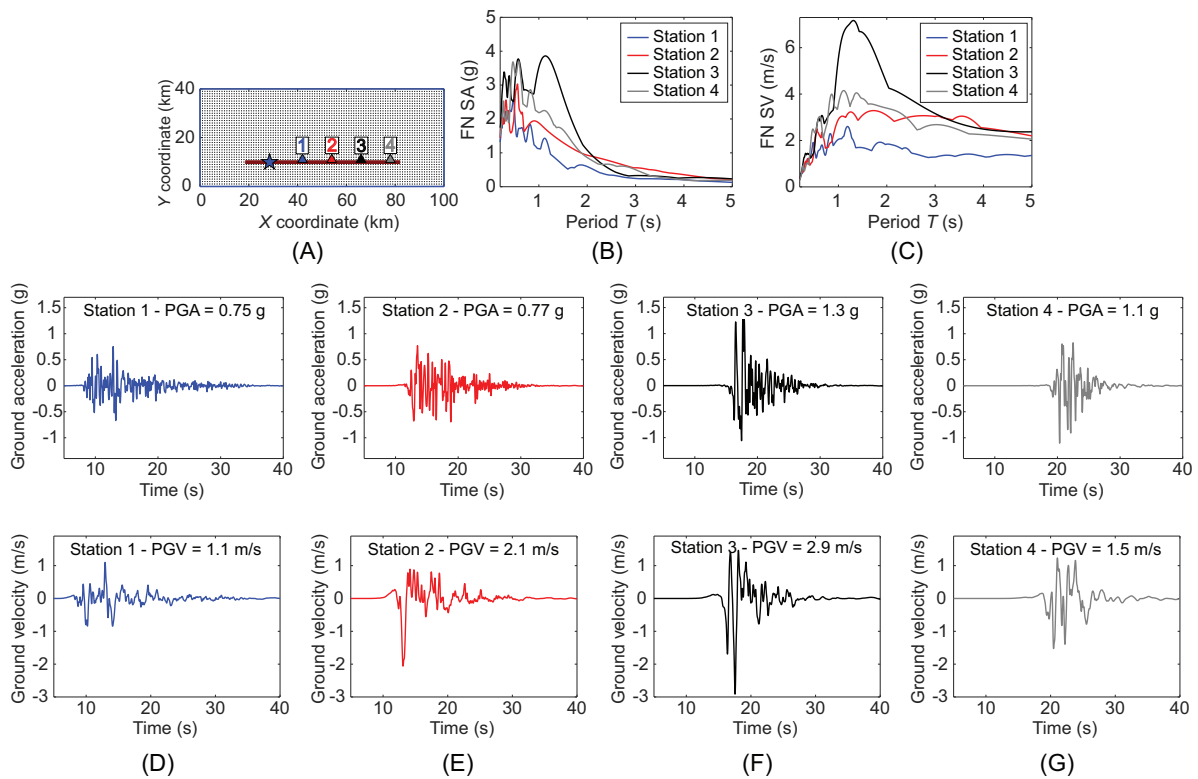 40
20
0
Y coordinate (km)
1 2 3 4
0 20 40 60 80 100
X coordinate (km)
(A)
5
4
3
2
1
0
FN SA (g)
Station 1
Station 2
Station 3
Station 4
1 2 3 4 5
Period T (s)
(B)
6
4
2
0
FN SV (m/s)
Station 1
Station 2
Station 3
Station 4
1 2 3 4 5
Period T (s)
(C)
Ground acceleration (g)
1.5
1
0.5
0
-0.5
-1
Station 1 - PGA = 0.75 g
10 20 30 40
Time (s)
Ground acceleration (g)
1.5
1
0.5
0
-0.5
-1
Station 2 - PGA = 0.77 g
10 20 30 40
Time (s)
Ground acceleration (g)
1.5
1
0.5
0
-0.5
-1
Station 3 - PGA = 1.3 g
10 20 30 40
Time (s)
Ground acceleration (g)
1.5
1
0.5
0
-0.5
-1
Station 4 - PGA = 1.1 g
10 20 30 40
Time (s)
Ground velocity (m/s)
1
0
-1
-2
-3
Station 1 - PGV = 1.1 m/s
10 20 30 40
Time (s)
(D)
Ground velocity (m/s)
1
0
-1
-2
-3
Station 2 - PGV = 2.1 m/s
10 20 30 40
Time (s)
(E)
Ground velocity (m/s)
1
0
-1
-2
-3
Station 3 - PGV = 2.9 m/s
10 20 30 40
Time (s)
(F)
Ground velocity (m/s)
1
0
-1
-2
-3
Station 4 - PGV = 1.5 m/s
10 20 30 40
Time (s)
(G)